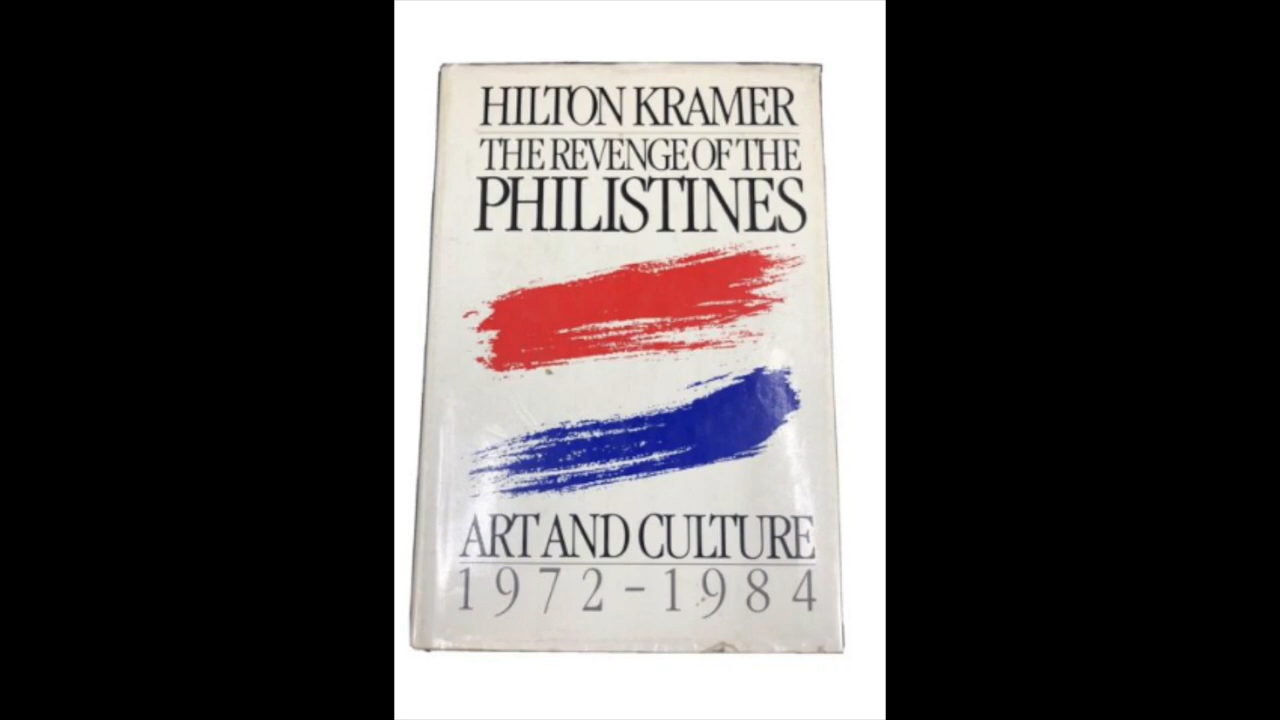 HILTON KRAMER
THE REVENGE OF THE
PHILISTINES
ART AND CULTURE
1972-1984